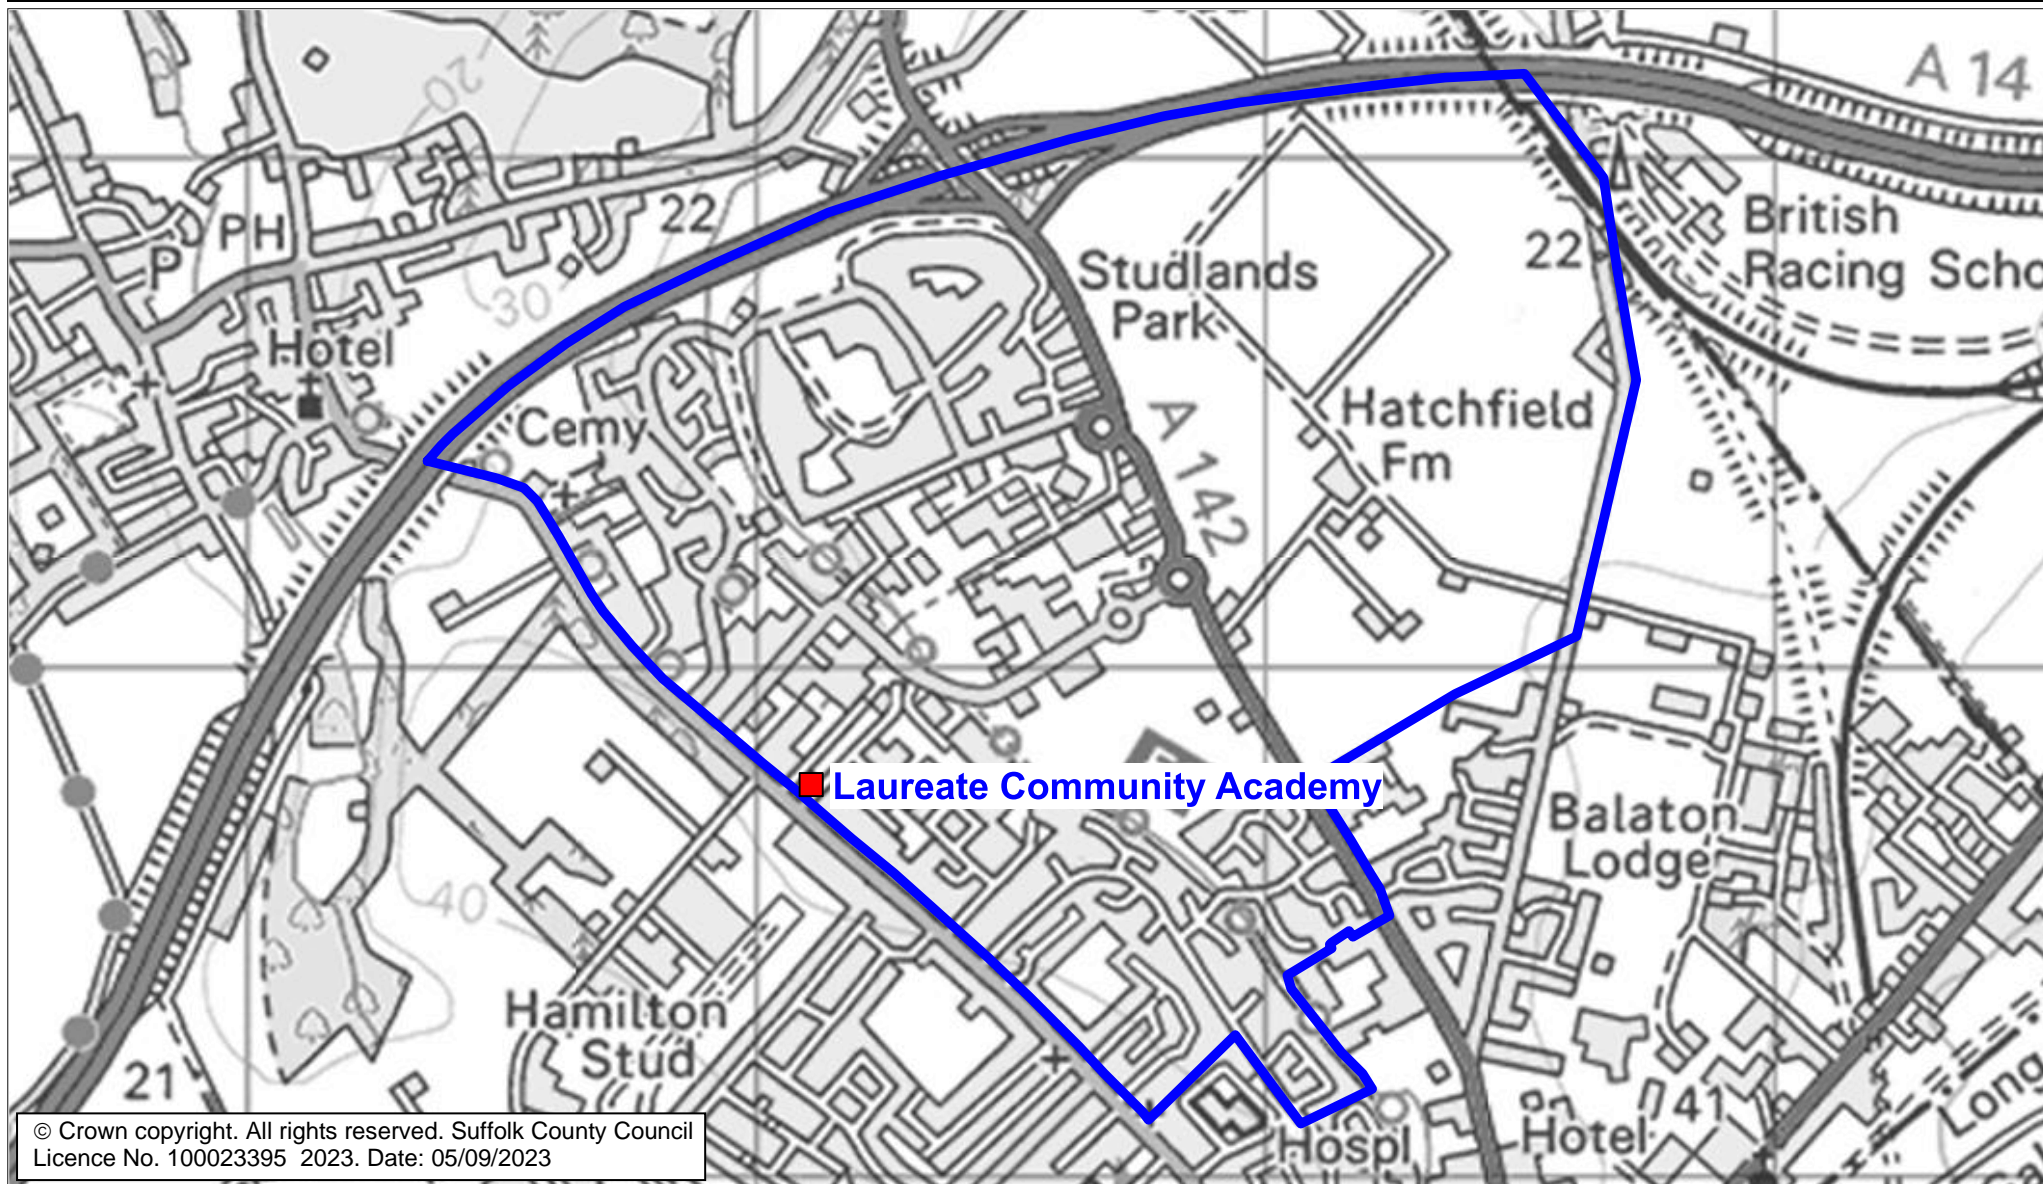 A 14
20
22
PH
P
British
Racing Scho
22
Studlands
Park
30
Hotel
Hatchfield
Fm
Cemy
A 142
Laureate Community Academy
Balaton
Lodge
40
Hamilton
Stud
21
41
Long
Hospl
Hotel
© Crown copyright. All rights reserved. Suffolk County Council
Licence No. 100023395 2023. Date: 05/09/2023